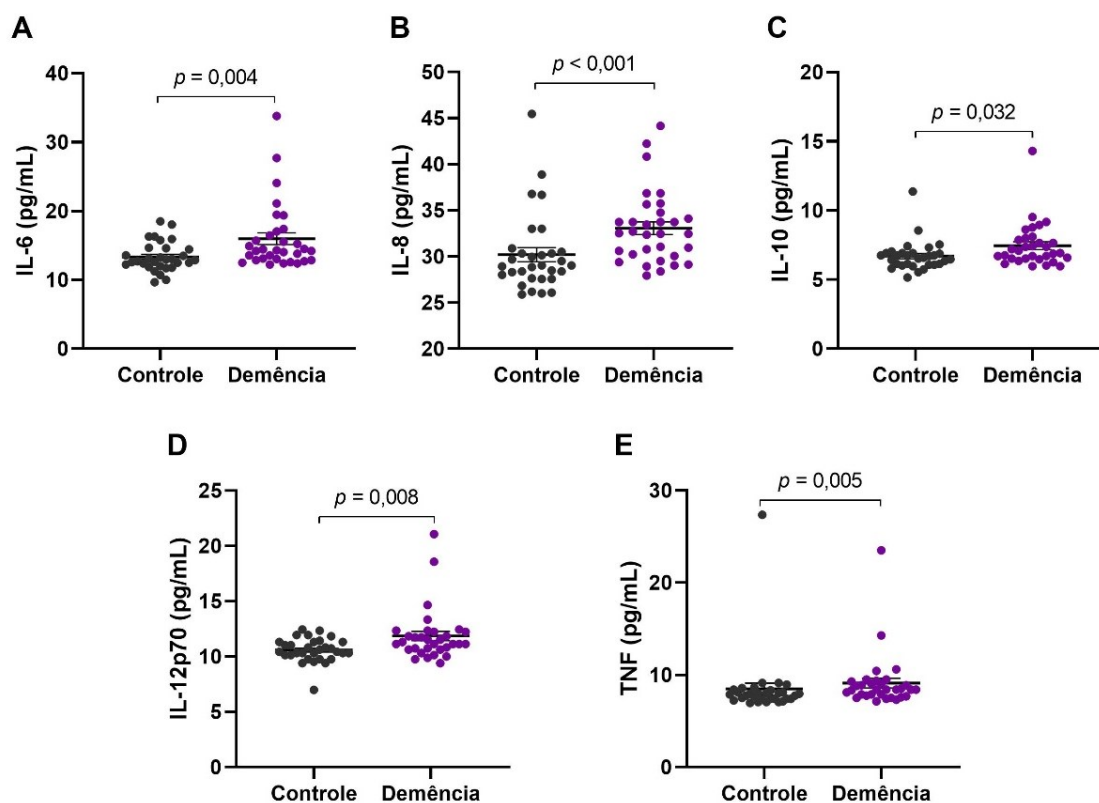 A
p = 0,004
IL-6 (pg/mL)
40
30
20
10
0
Controle Demência
B
p < 0,001
IL-8 (pg/mL)
50
45
40
35
30
25
20
Controle Demência
C
p = 0,032
IL-10 (pg/mL)
20
15
10
5
0
Controle Demência
D
p = 0,008
IL-12p70 (pg/mL)
25
20
15
10
5
0
Controle Demência
E
p = 0,005
TNF (pg/mL)
30
20
10
0
Controle Demência